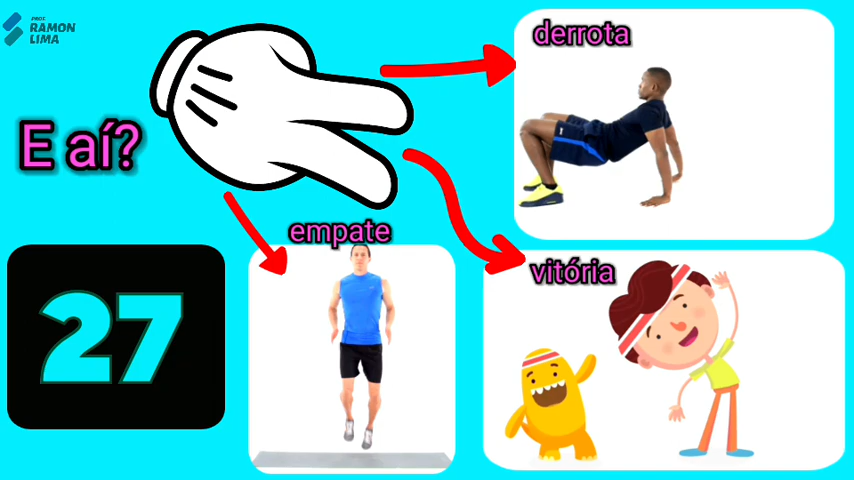 PROF.
RAMON
LIMA
derrota
E aí?
empate
vitória
27